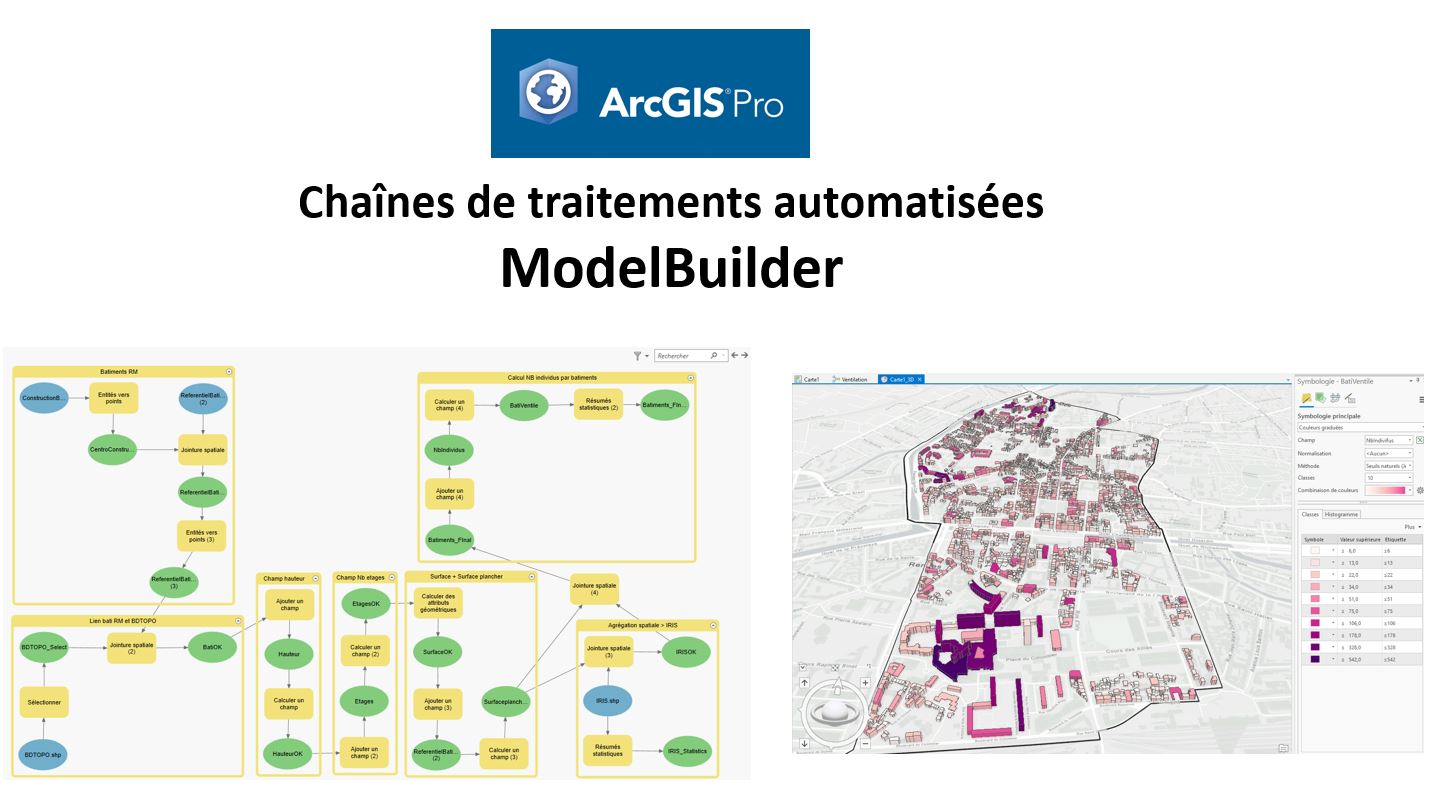 ArcGIS® Pro
Chaînes de traitements automatisées
ModelBuilder
Rechercher
Batiments RM
ConstructionB...
Entités vers
points
ReferentielBati...
(2)
CentroConstru...
Jointure spatiale
ReferentielBati...
Entités vers
points (3)
ReferentielBati...
(3)
Lien bati RM et BDTOPO
BDTOPO_Select
Jointure spatiale
(2)
BatiOK
Sélectionner
BDTOPO.shp
Champ hauteur
Ajouter un
champ
Hauteur
Calculer un
champ
HauteurOK
Champ Nb etages
EtagesOK
Calculer un
champ (2)
Etages
Ajouter un
champ (2)
Surface + Surface plancher
Calculer des
attributs
géométriques
SurfaceOK
Ajouter un
champ (3)
ReferentielBati...
(2)
Calculer un
champ (3)
Surfaceplanch...
Calcul NB individus par batiments
Calculer un
champ (4)
BatiVentile
Résumés
statistiques (2)
Batiments_Fin...
NbIndividus
Ajouter un
champ (4)
Batiments_Final
Jointure spatiale
(4)
Agrégation spatiale > IRIS
Jointure spatiale
(3)
IRISOK
IRIS.shp
Résumés
statistiques
IRIS_Statistics
Carte1
Ventilation
Carte1_3D
Symbologie - BatiVentile
Symbologie principale
Couleurs graduées
Champ
NbIndivifus
Normalisation
<Aucun>
Méthode
Seuils naturels (Je
Classes
10
Combinaison de couleurs
Classes
Histogramme
Plus
Symbole
Valeur supérieure
Etiquette
≤ 6,0 ≤6
≤ 13,0 ≤13
≤ 22,0 ≤22
≤ 34,0 ≤34
≤ 51,0 ≤51
≤ 75,0 ≤75
≤ 106,0 ≤106
≤ 178,0 ≤178
≤ 328,0 ≤328
≤ 542,0 ≤542